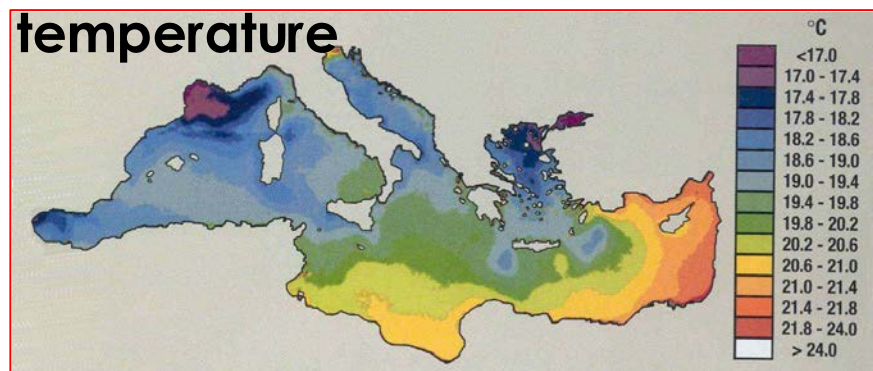 temperature
°C
<17.0
17.0 - 17.4
17.4 - 17.8
17.8 - 18.2
18.2 - 18.6
18.6 - 19.0
19.0 - 19.4
19.4 - 19.8
19.8 - 20.2
20.2 - 20.6
20.6 - 21.0
21.0 - 21.4
21.4 - 21.8
21.8 - 24.0
> 24.0